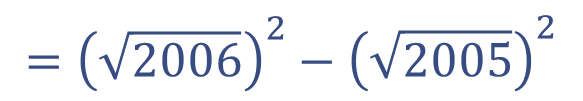 = (√2006)² − (√2005)²